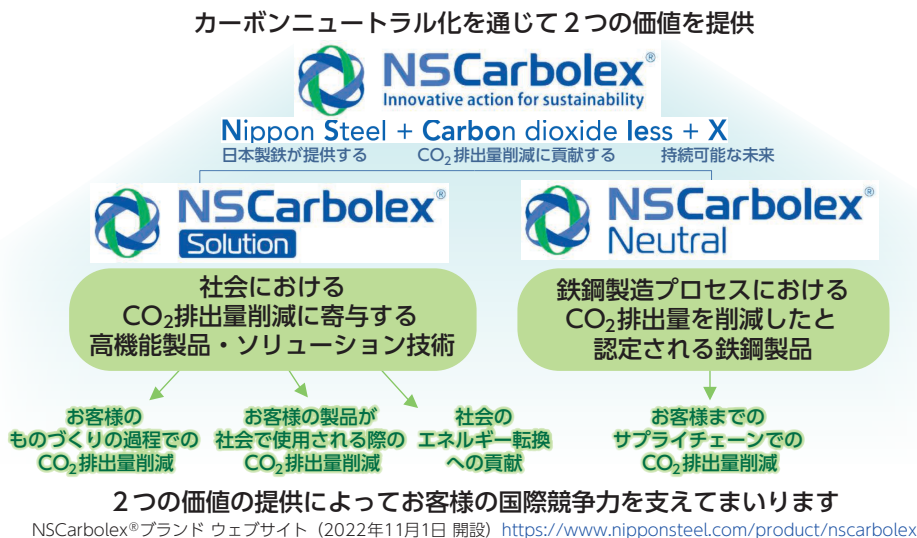 カーボンニュートラル化を通じて2つの価値を提供
NSCarbolex®
Innovative action for sustainability
Nippon Steel + Carbon dioxide less + X
日本製鉄が提供する CO₂排出量削減に貢献する 持続可能な未来
NSCarbolex®
Solution
NSCarbolex®
Neutral
社会における
CO₂排出量削減に寄与する
高機能製品・ソリューション技術
鉄鋼製造プロセスにおける
CO₂排出量を削減したと
認定される鉄鋼製品
お客様の
ものづくりの過程での
CO₂排出量削減
お客様の製品が
社会で使用される際の
CO₂排出量削減
社会の
エネルギー転換
への貢献
お客様までの
サプライチェーンでの
CO₂排出量削減
2つの価値の提供によってお客様の国際競争力を支えてまいります
NSCarbolex®ブランド ウェブサイト（2022年11月1日 開設）https://www.nipponsteel.com/product/nscarbolex